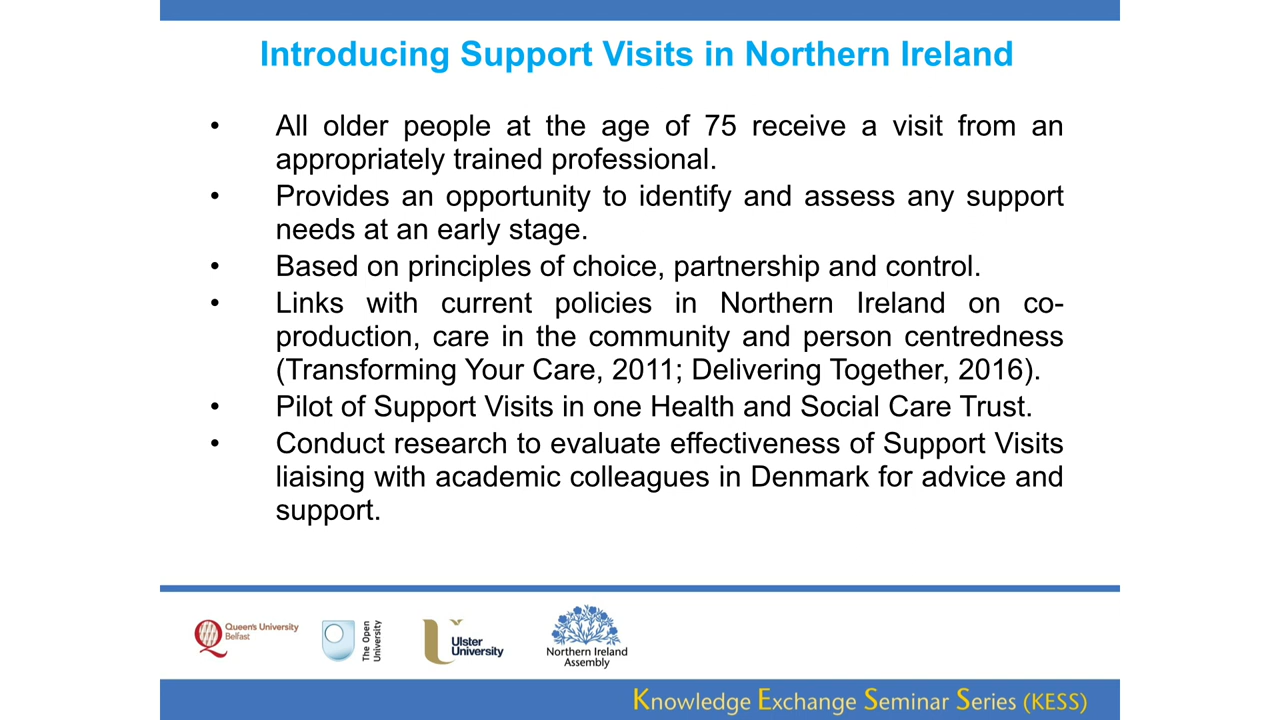 Introducing Support Visits in Northern Ireland
• All older people at the age of 75 receive a visit from an
appropriately trained professional.
• Provides an opportunity to identify and assess any support
needs at an early stage.
• Based on principles of choice, partnership and control.
• Links with current policies in Northern Ireland on co-
production, care in the community and person centredness
(Transforming Your Care, 2011; Delivering Together, 2016).
• Pilot of Support Visits in one Health and Social Care Trust.
• Conduct research to evaluate effectiveness of Support Visits
liaising with academic colleagues in Denmark for advice and
support.
Queen's University
Belfast
The Open
University
Ulster
University
Northern Ireland
Assembly
Knowledge Exchange Seminar Series (KESS)